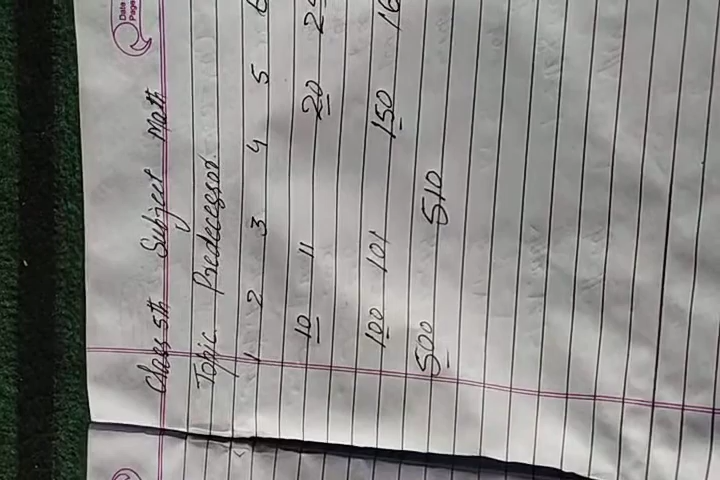 Date
Page
Class 5th Subject Math
Topic Predecessor.
1 2 3 4 5
10 11 20
100 101 150 16
500 510